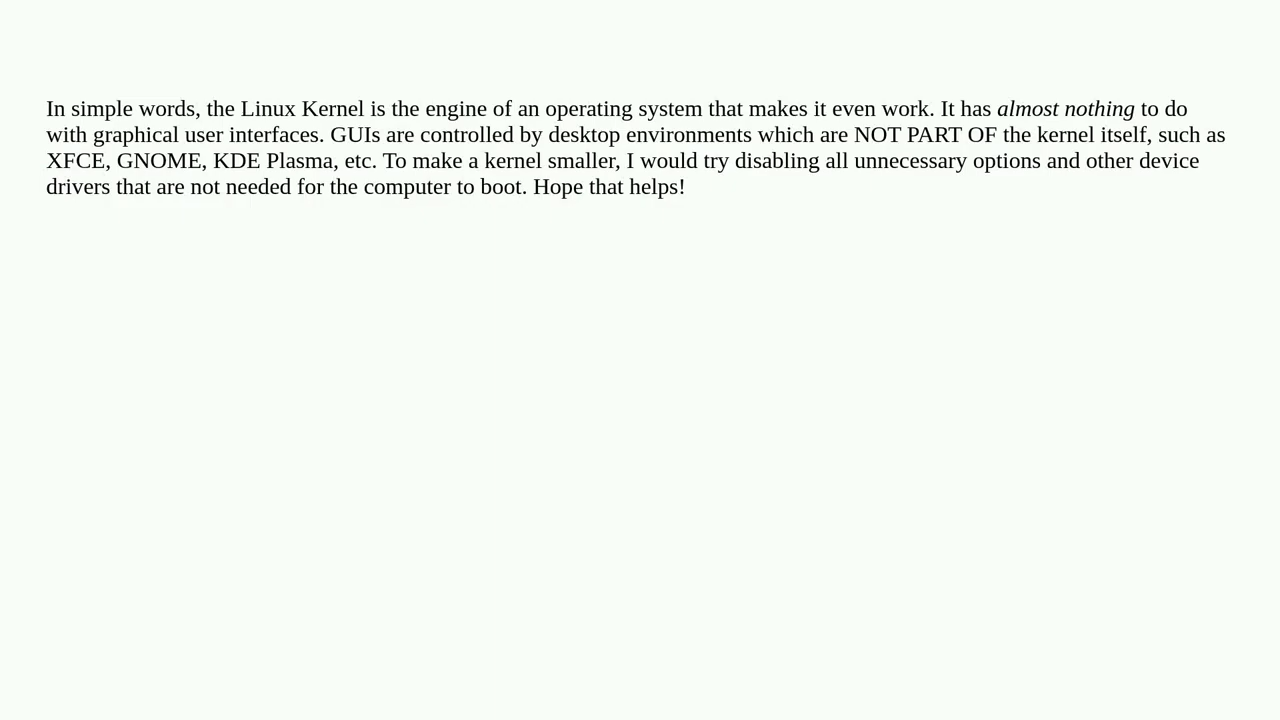 In simple words, the Linux Kernel is the engine of an operating system that makes it even work. It has almost nothing to do
with graphical user interfaces. GUIs are controlled by desktop environments which are NOT PART OF the kernel itself, such as
XFCE, GNOME, KDE Plasma, etc. To make a kernel smaller, I would try disabling all unnecessary options and other device
drivers that are not needed for the computer to boot. Hope that helps!